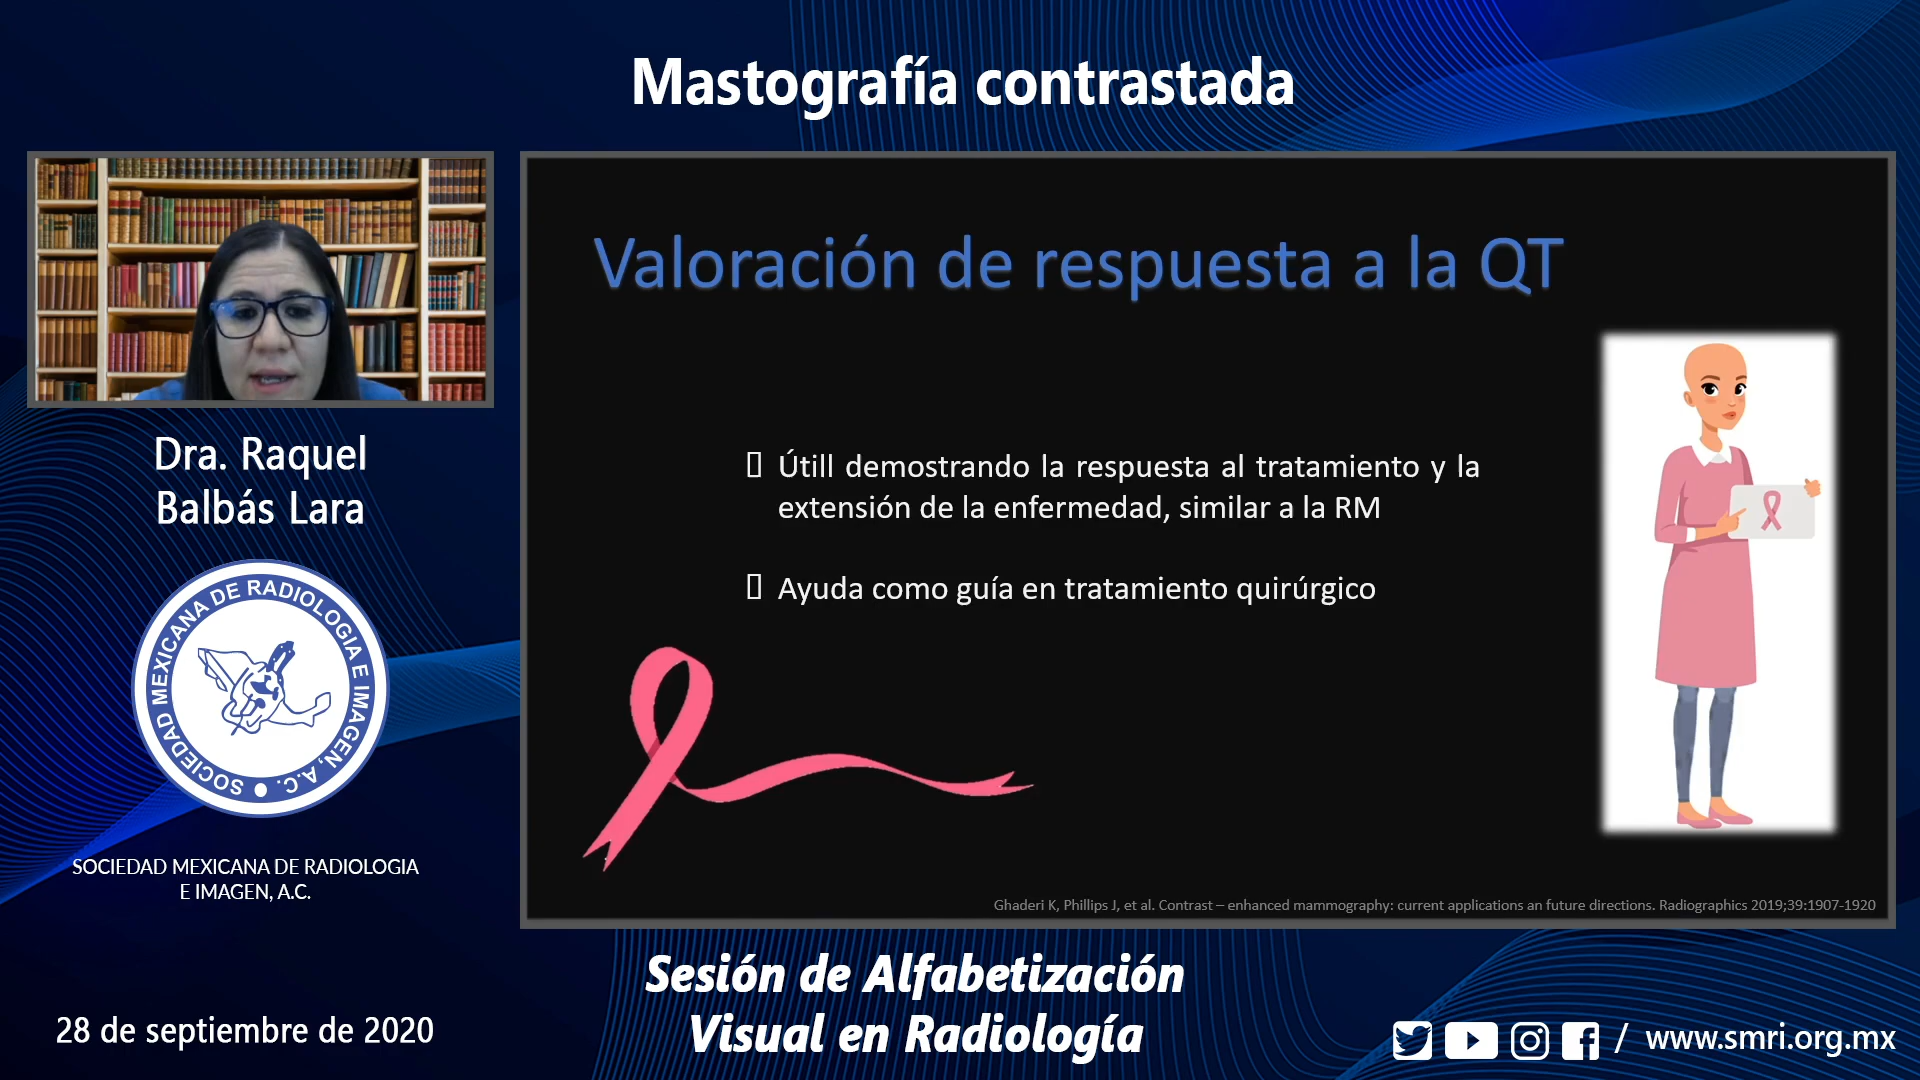 Mastografía contrastada
Dra. Raquel
Balbás Lara
SOCIEDAD MEXICANA DE RADIOLOGIA E IMAGEN, A.C.
SOCIEDAD MEXICANA DE RADIOLOGIA
E IMAGEN, A.C.
28 de septiembre de 2020
Valoración de respuesta a la QT
Útill demostrando la respuesta al tratamiento y la
extensión de la enfermedad, similar a la RM
Ayuda como guía en tratamiento quirúrgico
Ghaderi K, Phillips J, et al. Contrast – enhanced mammography: current applications an future directions. Radiographics 2019;39:1907-1920
Sesión de Alfabetización
Visual en Radiología
/ www.smri.org.mx